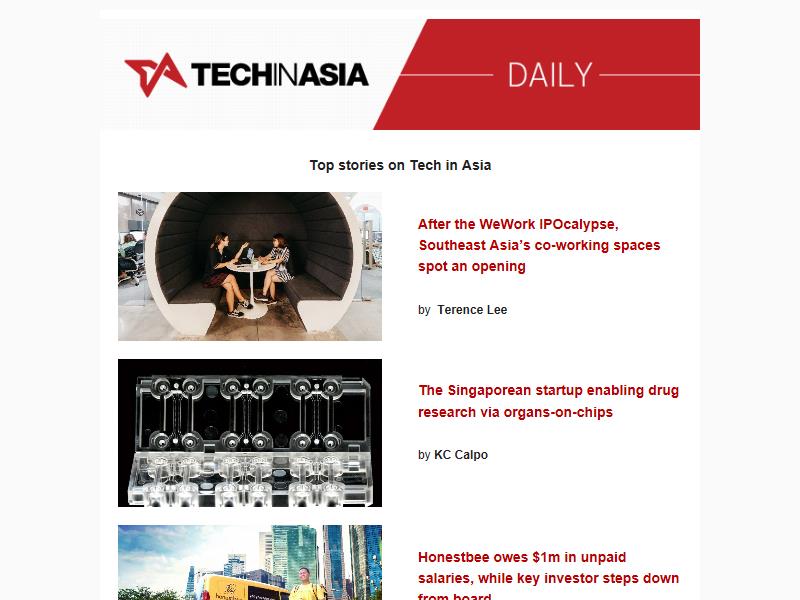 TECHINASIA
DAILY
Top stories on Tech in Asia
After the WeWork IPOcalypse,
Southeast Asia’s co-working spaces
spot an opening
by Terence Lee
The Singaporean startup enabling drug
research via organs-on-chips
by KC Calpo
Honestbee owes $1m in unpaid
salaries, while key investor steps down
from board